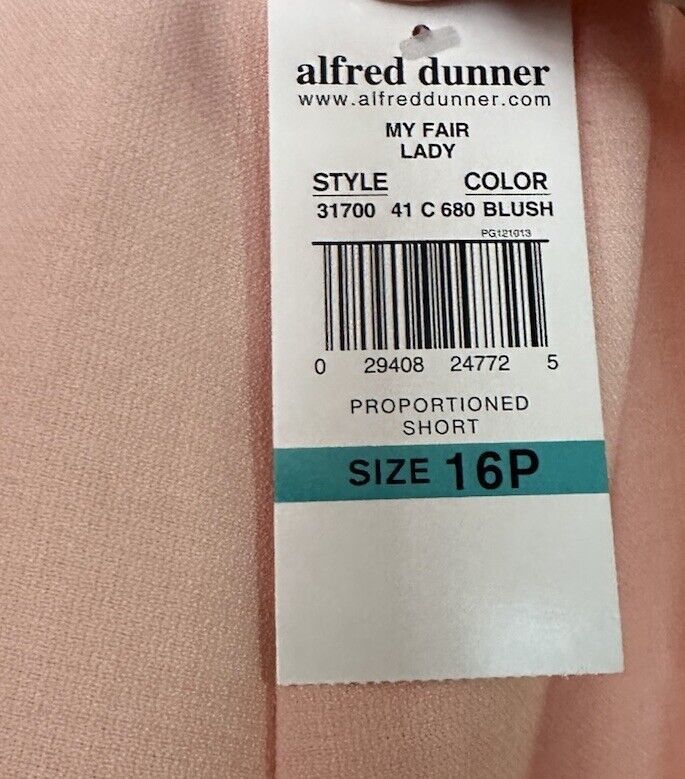 alfred dunner
www.alfreddunner.com
MY FAIR
LADY
STYLE COLOR
31700 41 C 680 BLUSH
PG121013
0 29408 24772 5
PROPORTIONED
SHORT
SIZE 16P